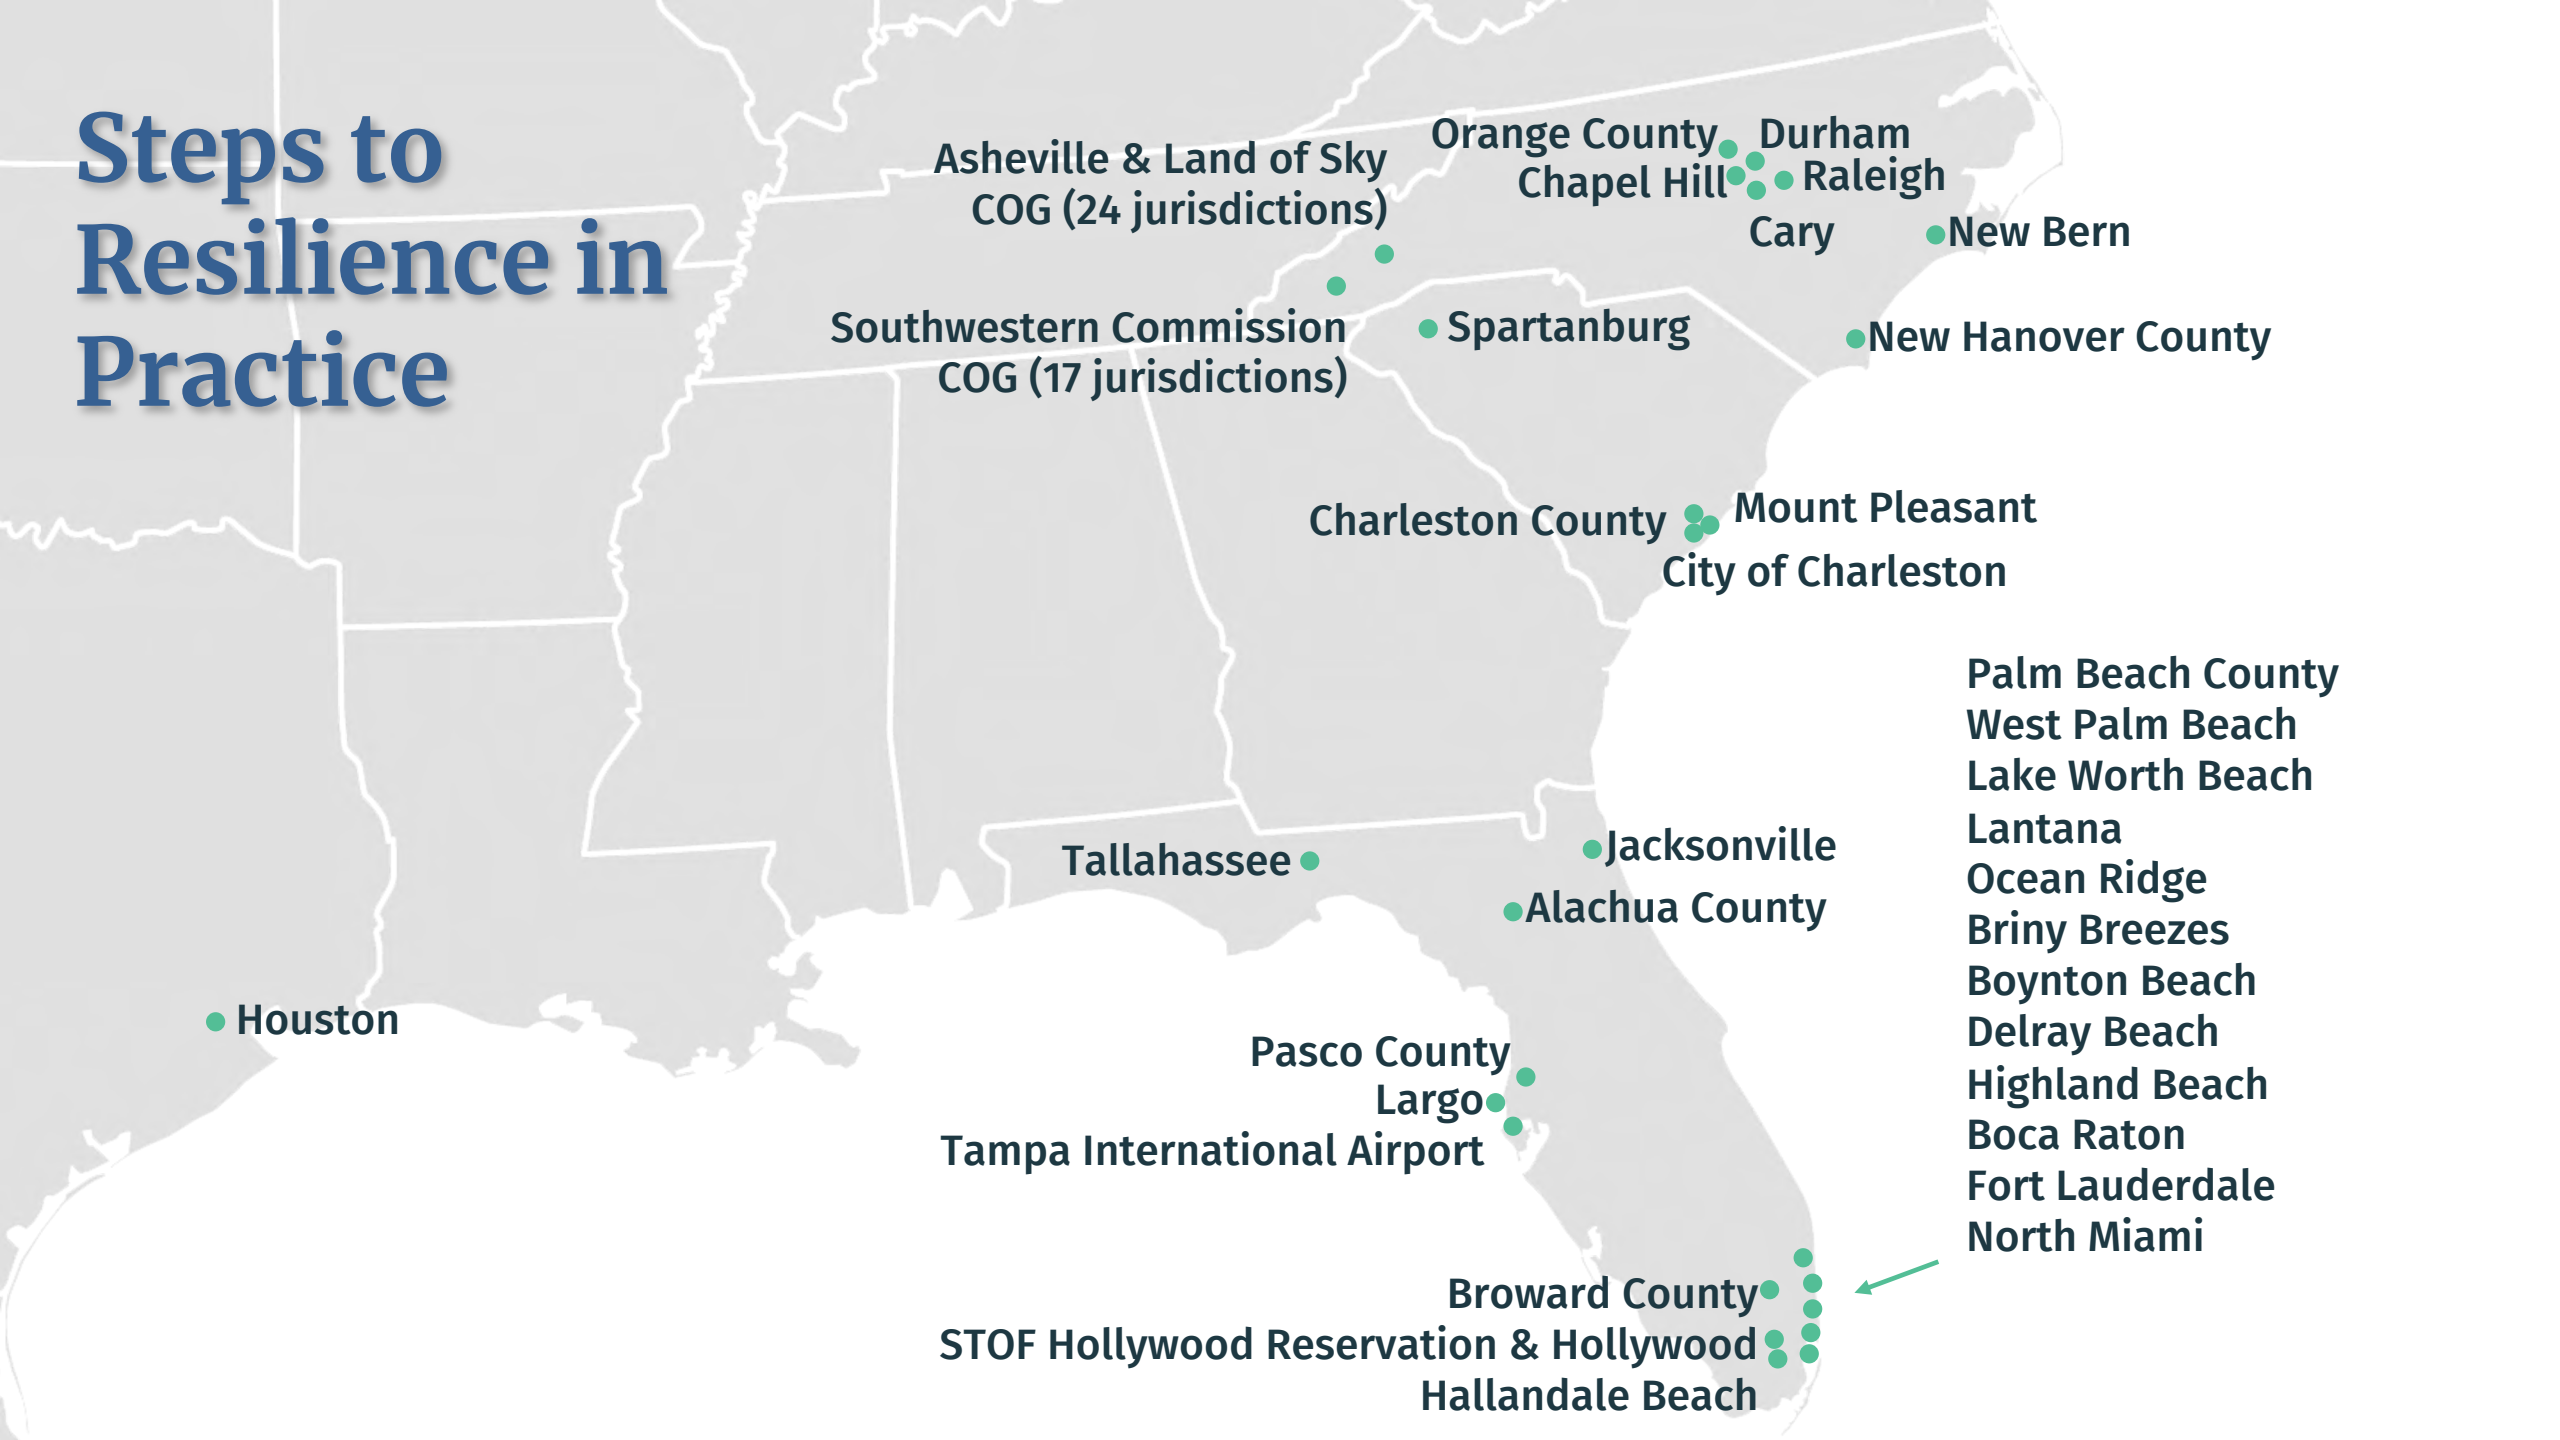 Steps to
Resilience in
Practice
Asheville & Land of Sky
COG (24 jurisdictions)
Southwestern Commission
COG (17 jurisdictions)
Orange County
Durham
Chapel Hill
Raleigh
Cary
New Bern
Spartanburg
New Hanover County
Charleston County
Mount Pleasant
City of Charleston
Tallahassee
Jacksonville
Alachua County
Houston
Pasco County
Largo
Tampa International Airport
Broward County
STOF Hollywood Reservation & Hollywood
Hallandale Beach
Palm Beach County
West Palm Beach
Lake Worth Beach
Lantana
Ocean Ridge
Briny Breezes
Boynton Beach
Delray Beach
Highland Beach
Boca Raton
Fort Lauderdale
North Miami